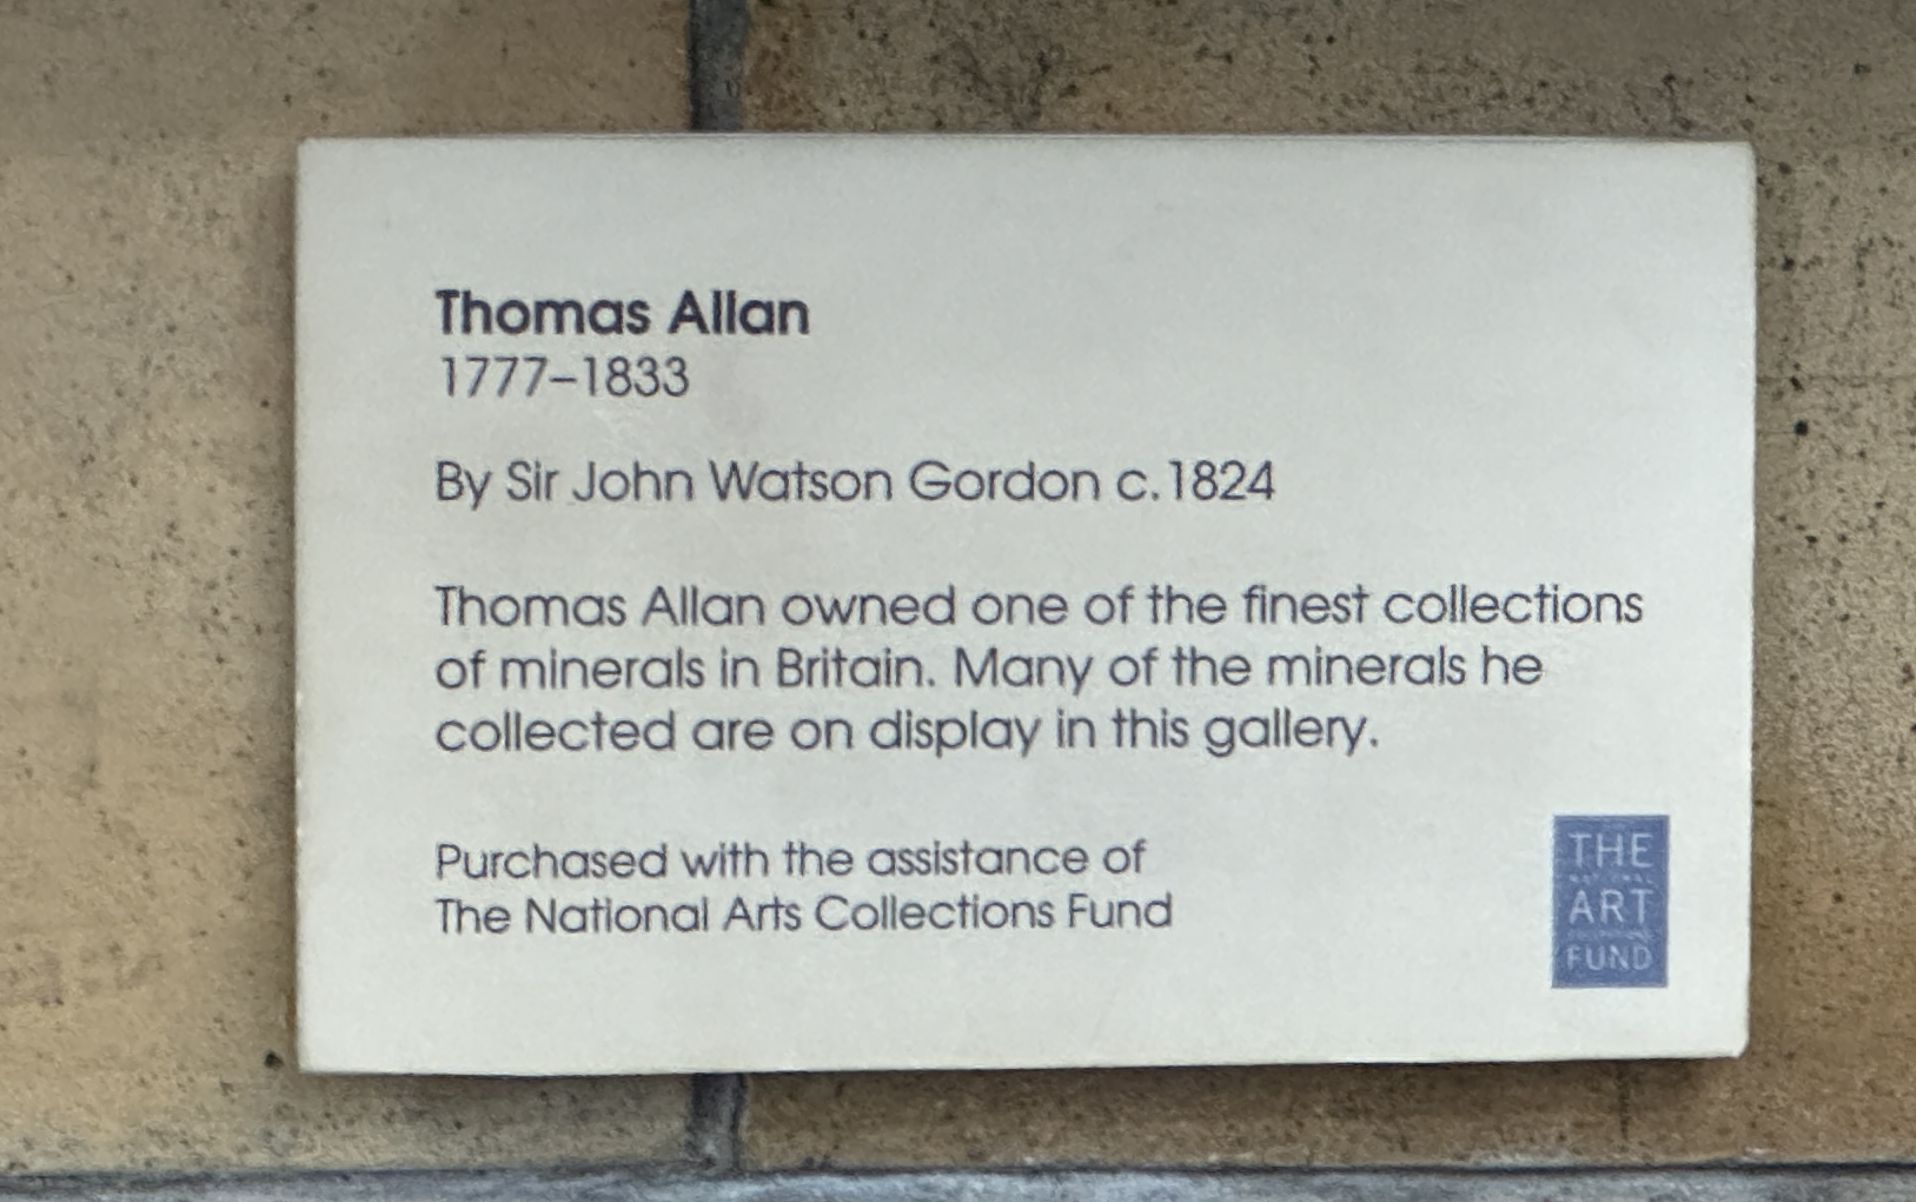 Thomas Allan
1777–1833
By Sir John Watson Gordon c.1824
Thomas Allan owned one of the finest collections
of minerals in Britain. Many of the minerals he
collected are on display in this gallery.
Purchased with the assistance of
The National Arts Collections Fund
THE
ART
FUND